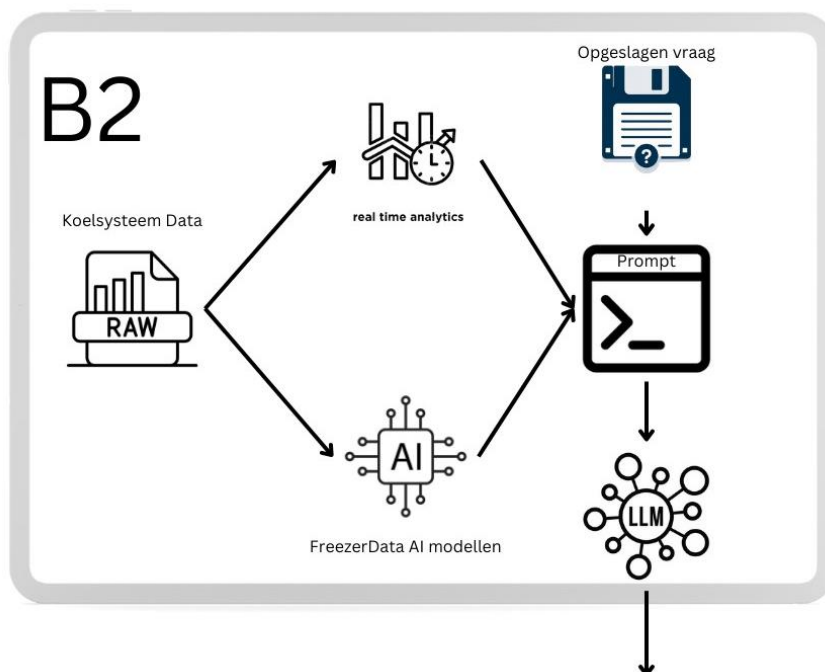 B2
Opgeslagen vraag
?
real time analytics
Koelsysteem Data
RAW
Prompt
>_
AI
FreezerData AI modellen
LLM